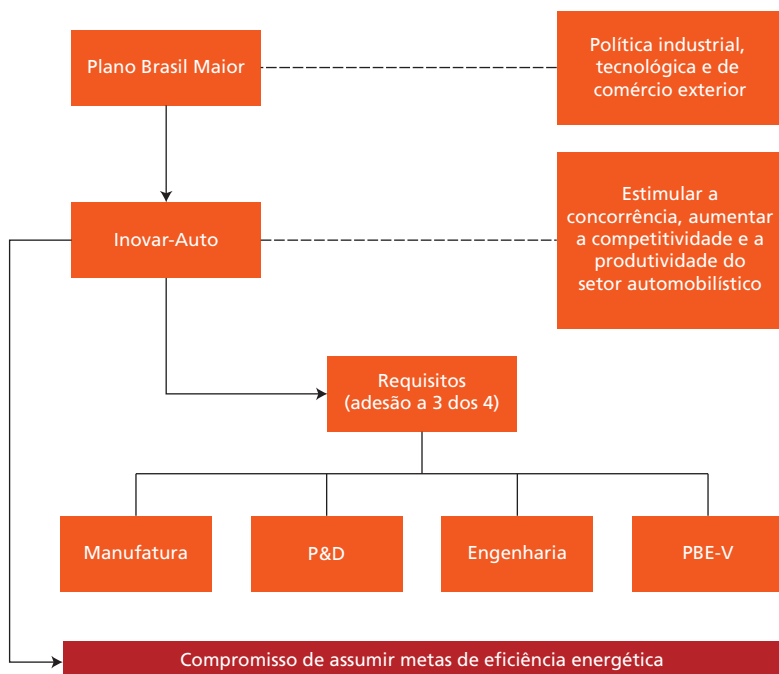 Plano Brasil Maior
Política industrial,
tecnológica e de
comércio exterior
Inovar-Auto
Estimular a
concorrência, aumentar
a competitividade e a
produtividade do
setor automobilístico
Requisitos
(adesão a 3 dos 4)
Manufatura
P&D
Engenharia
PBE-V
Compromisso de assumir metas de eficiência energética